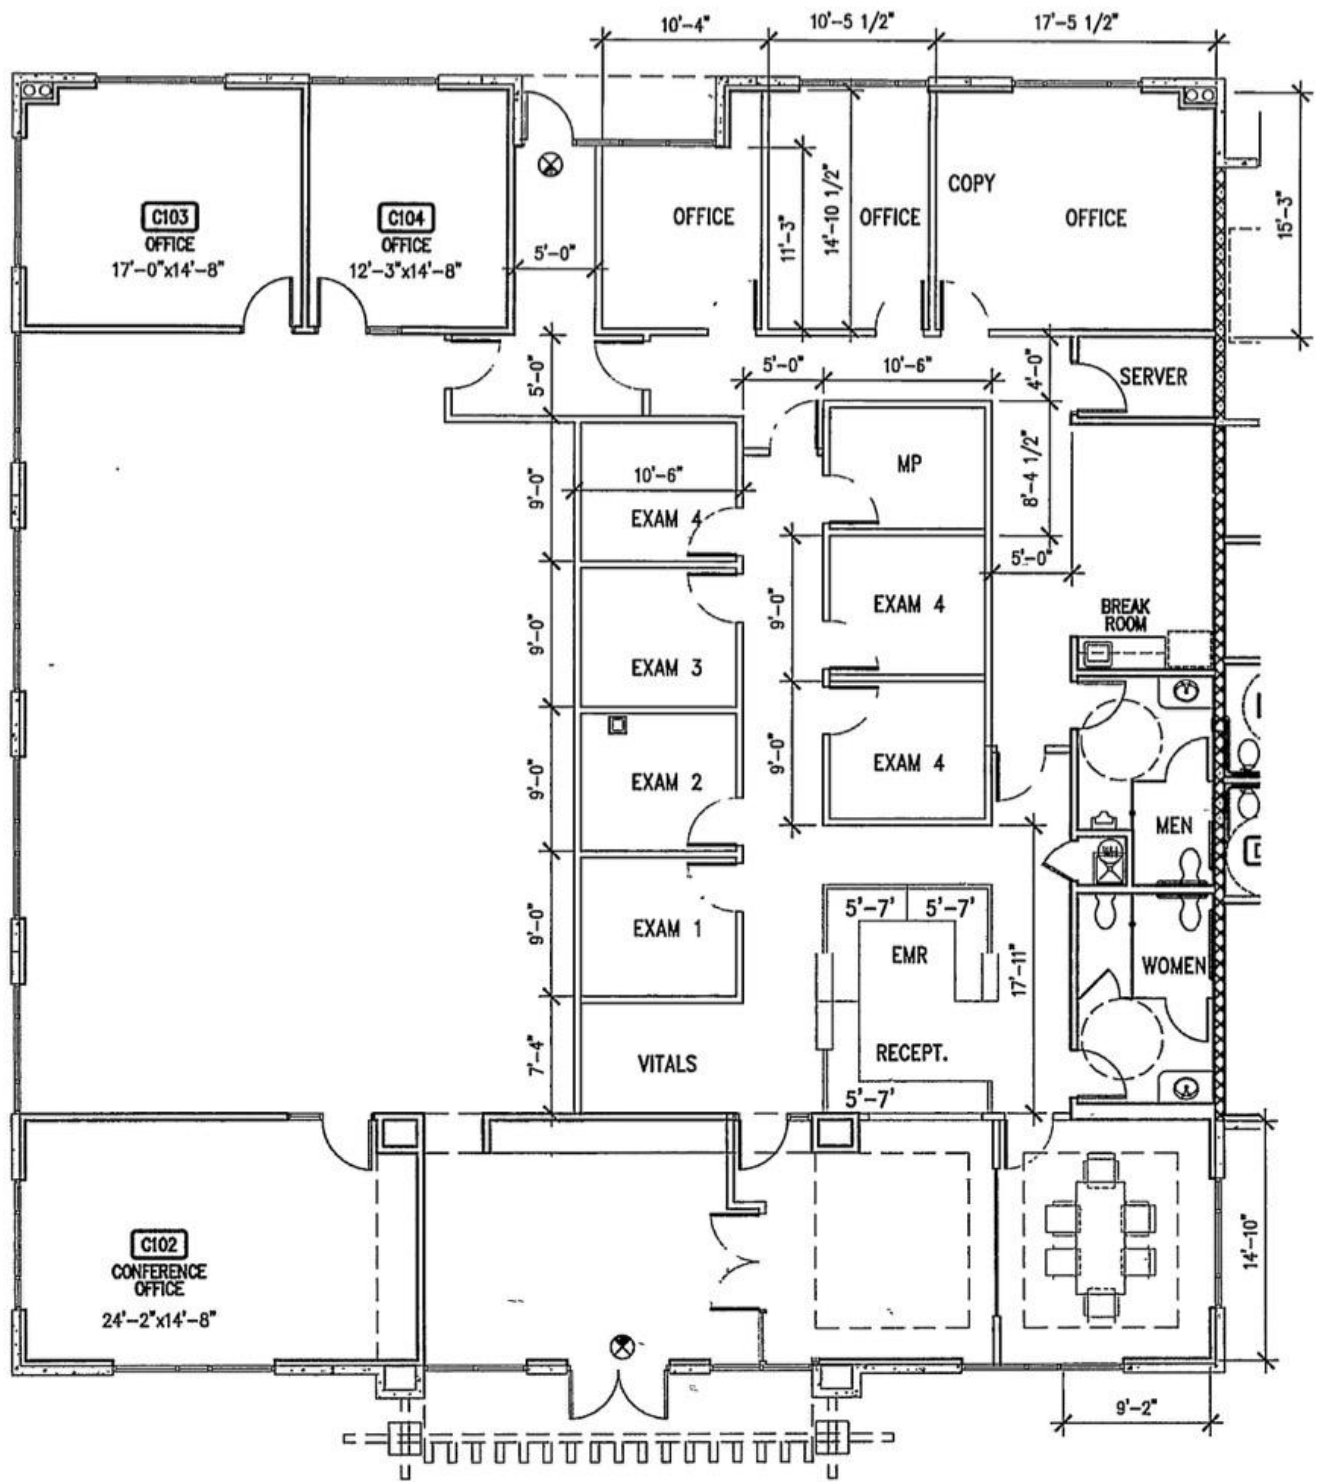 10'-4"
10'-5 1/2"
17'-5 1/2"
C103
OFFICE
17'-0"x14'-8"
C104
OFFICE
12'-3"x14'-8"
5'-0"
OFFICE
11'-3"
14'-10 1/2"
OFFICE
COPY
OFFICE
15'-3"
5'-0"
5'-0"
10'-6"
4'-0"
SERVER
9'-0"
10'-6"
EXAM 4
MP
8'-4 1/2"
5'-0"
9'-0"
EXAM 3
9'-0"
EXAM 4
BREAK
ROOM
9'-0"
EXAM 2
9'-0"
EXAM 4
MEN
9'-0"
EXAM 1
5'-7'
5'-7'
EMR
17'-11"
WOMEN
7'-4"
VITALS
RECEPT.
5'-7'
C102
CONFERENCE
OFFICE
24'-2"x14'-8"
14'-10"
9'-2"